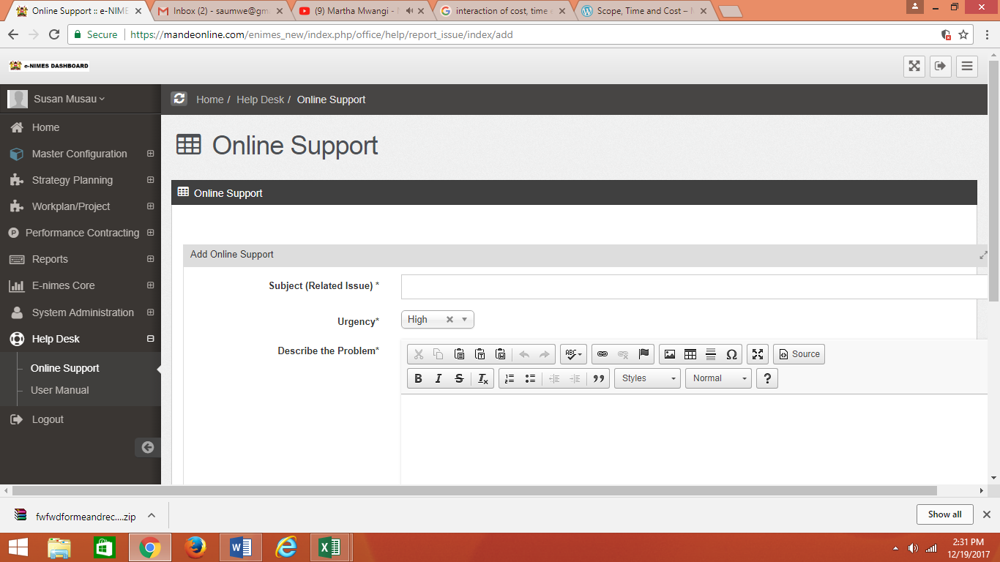 Online Support :: e-NIME
Inbox (2) - saumwe@gm
(9) Martha Mwangi -
interaction of cost, time
Scope, Time and Cost –
Secure https://mandeonline.com/enimes_new/index.php/office/help/report_issue/index/add
e-NIMES DASHBOARD
Susan Musau
Home / Help Desk / Online Support
Home
Master Configuration
Strategy Planning
Workplan/Project
Performance Contracting
Reports
E-nimes Core
System Administration
Help Desk
Online Support
User Manual
Logout
Online Support
Online Support
Add Online Support
Subject (Related Issue) *
Urgency* High
Describe the Problem*
ABC Ω Source
B I S Tx Styles Normal ?
fwfwdformeandrec....zip
Show all
2:31 PM
12/19/2017